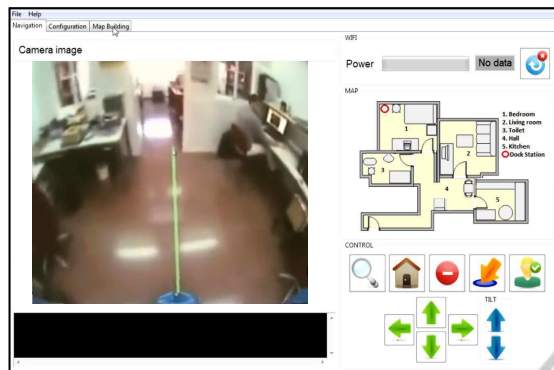 File Help
Navigation Configuration Map Building
Camera image
WIFI
Power No data
MAP
1. Bedroom
2. Living room
3. Toilet
4. Hall
5. Kitchen
Dock Station
1
2
3
4
5
CONTROL
TILT